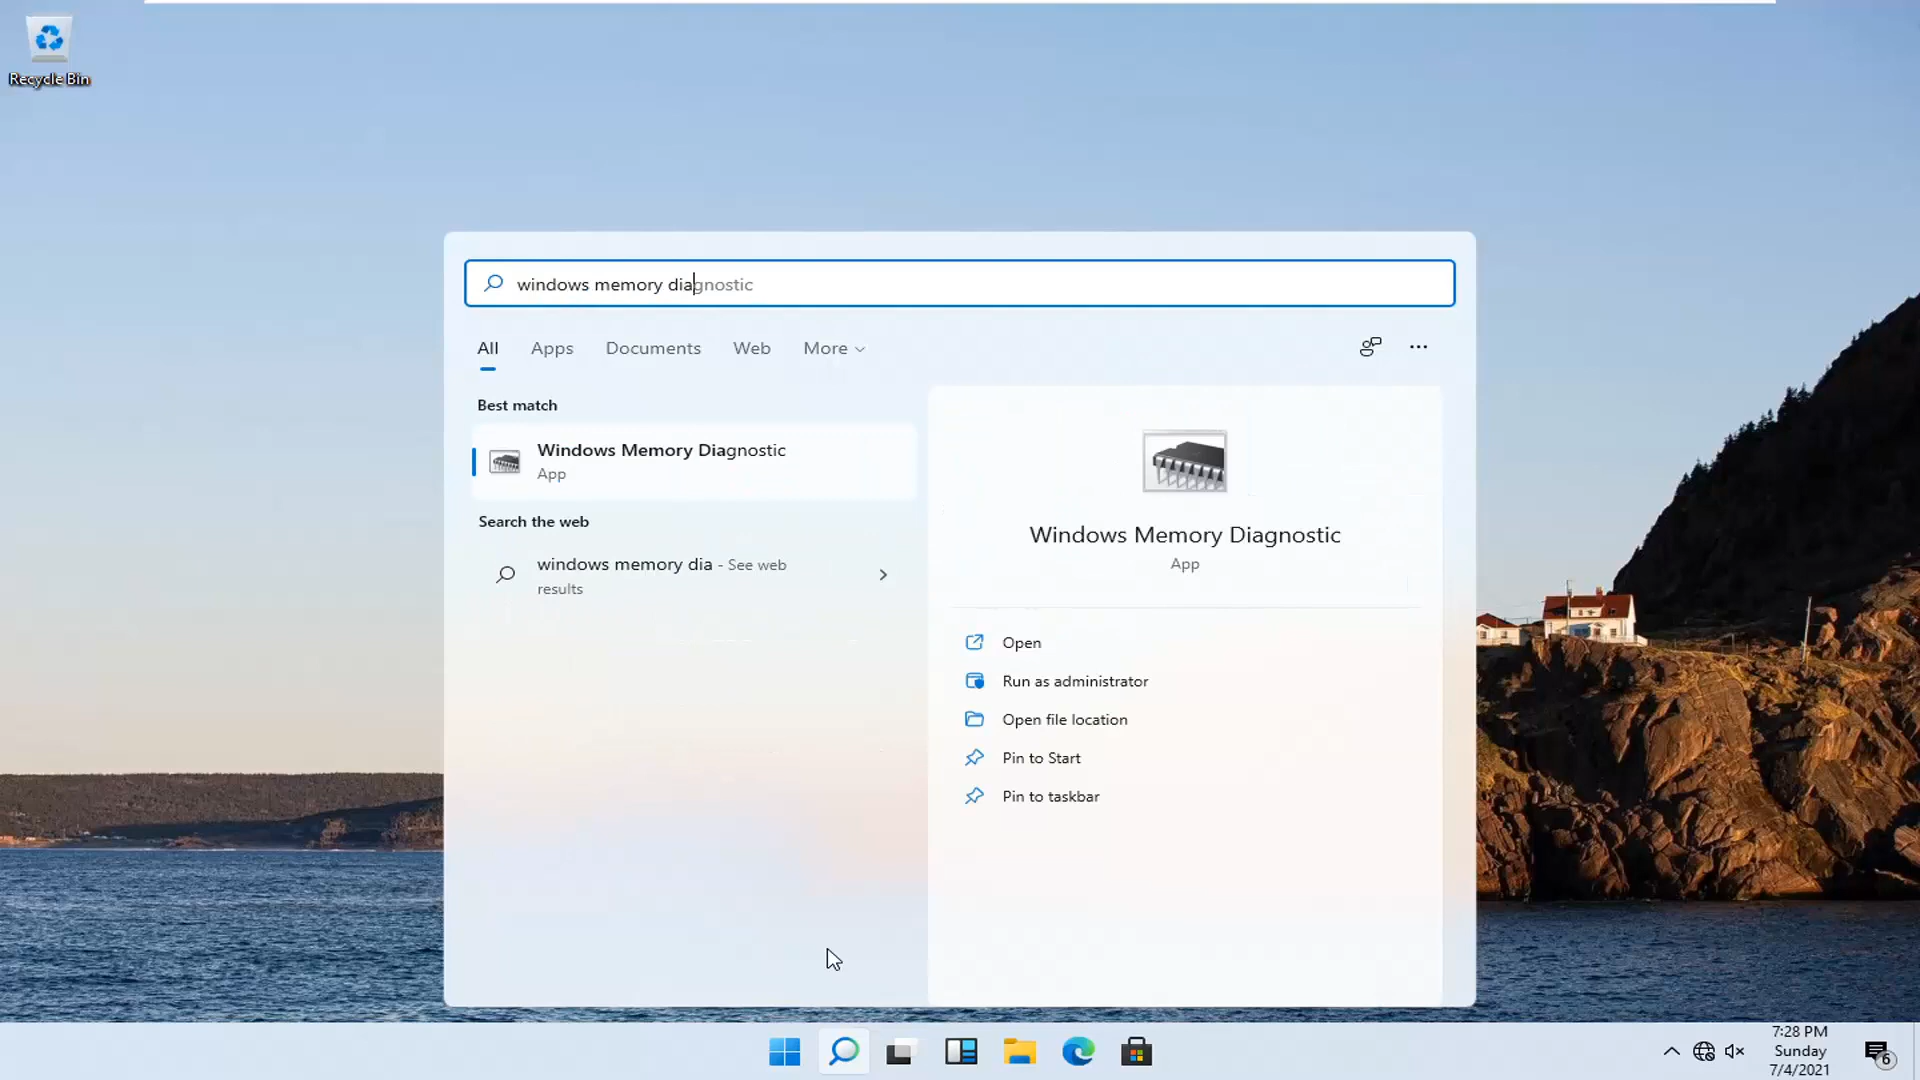 Recycle Bin
windows memory diagnostic
All Apps Documents Web More
Best match
Windows Memory Diagnostic
App
Search the web
windows memory dia - See web
results
Windows Memory Diagnostic
App
Open
Run as administrator
Open file location
Pin to Start
Pin to taskbar
7:28 PM
Sunday
7/4/2021
6